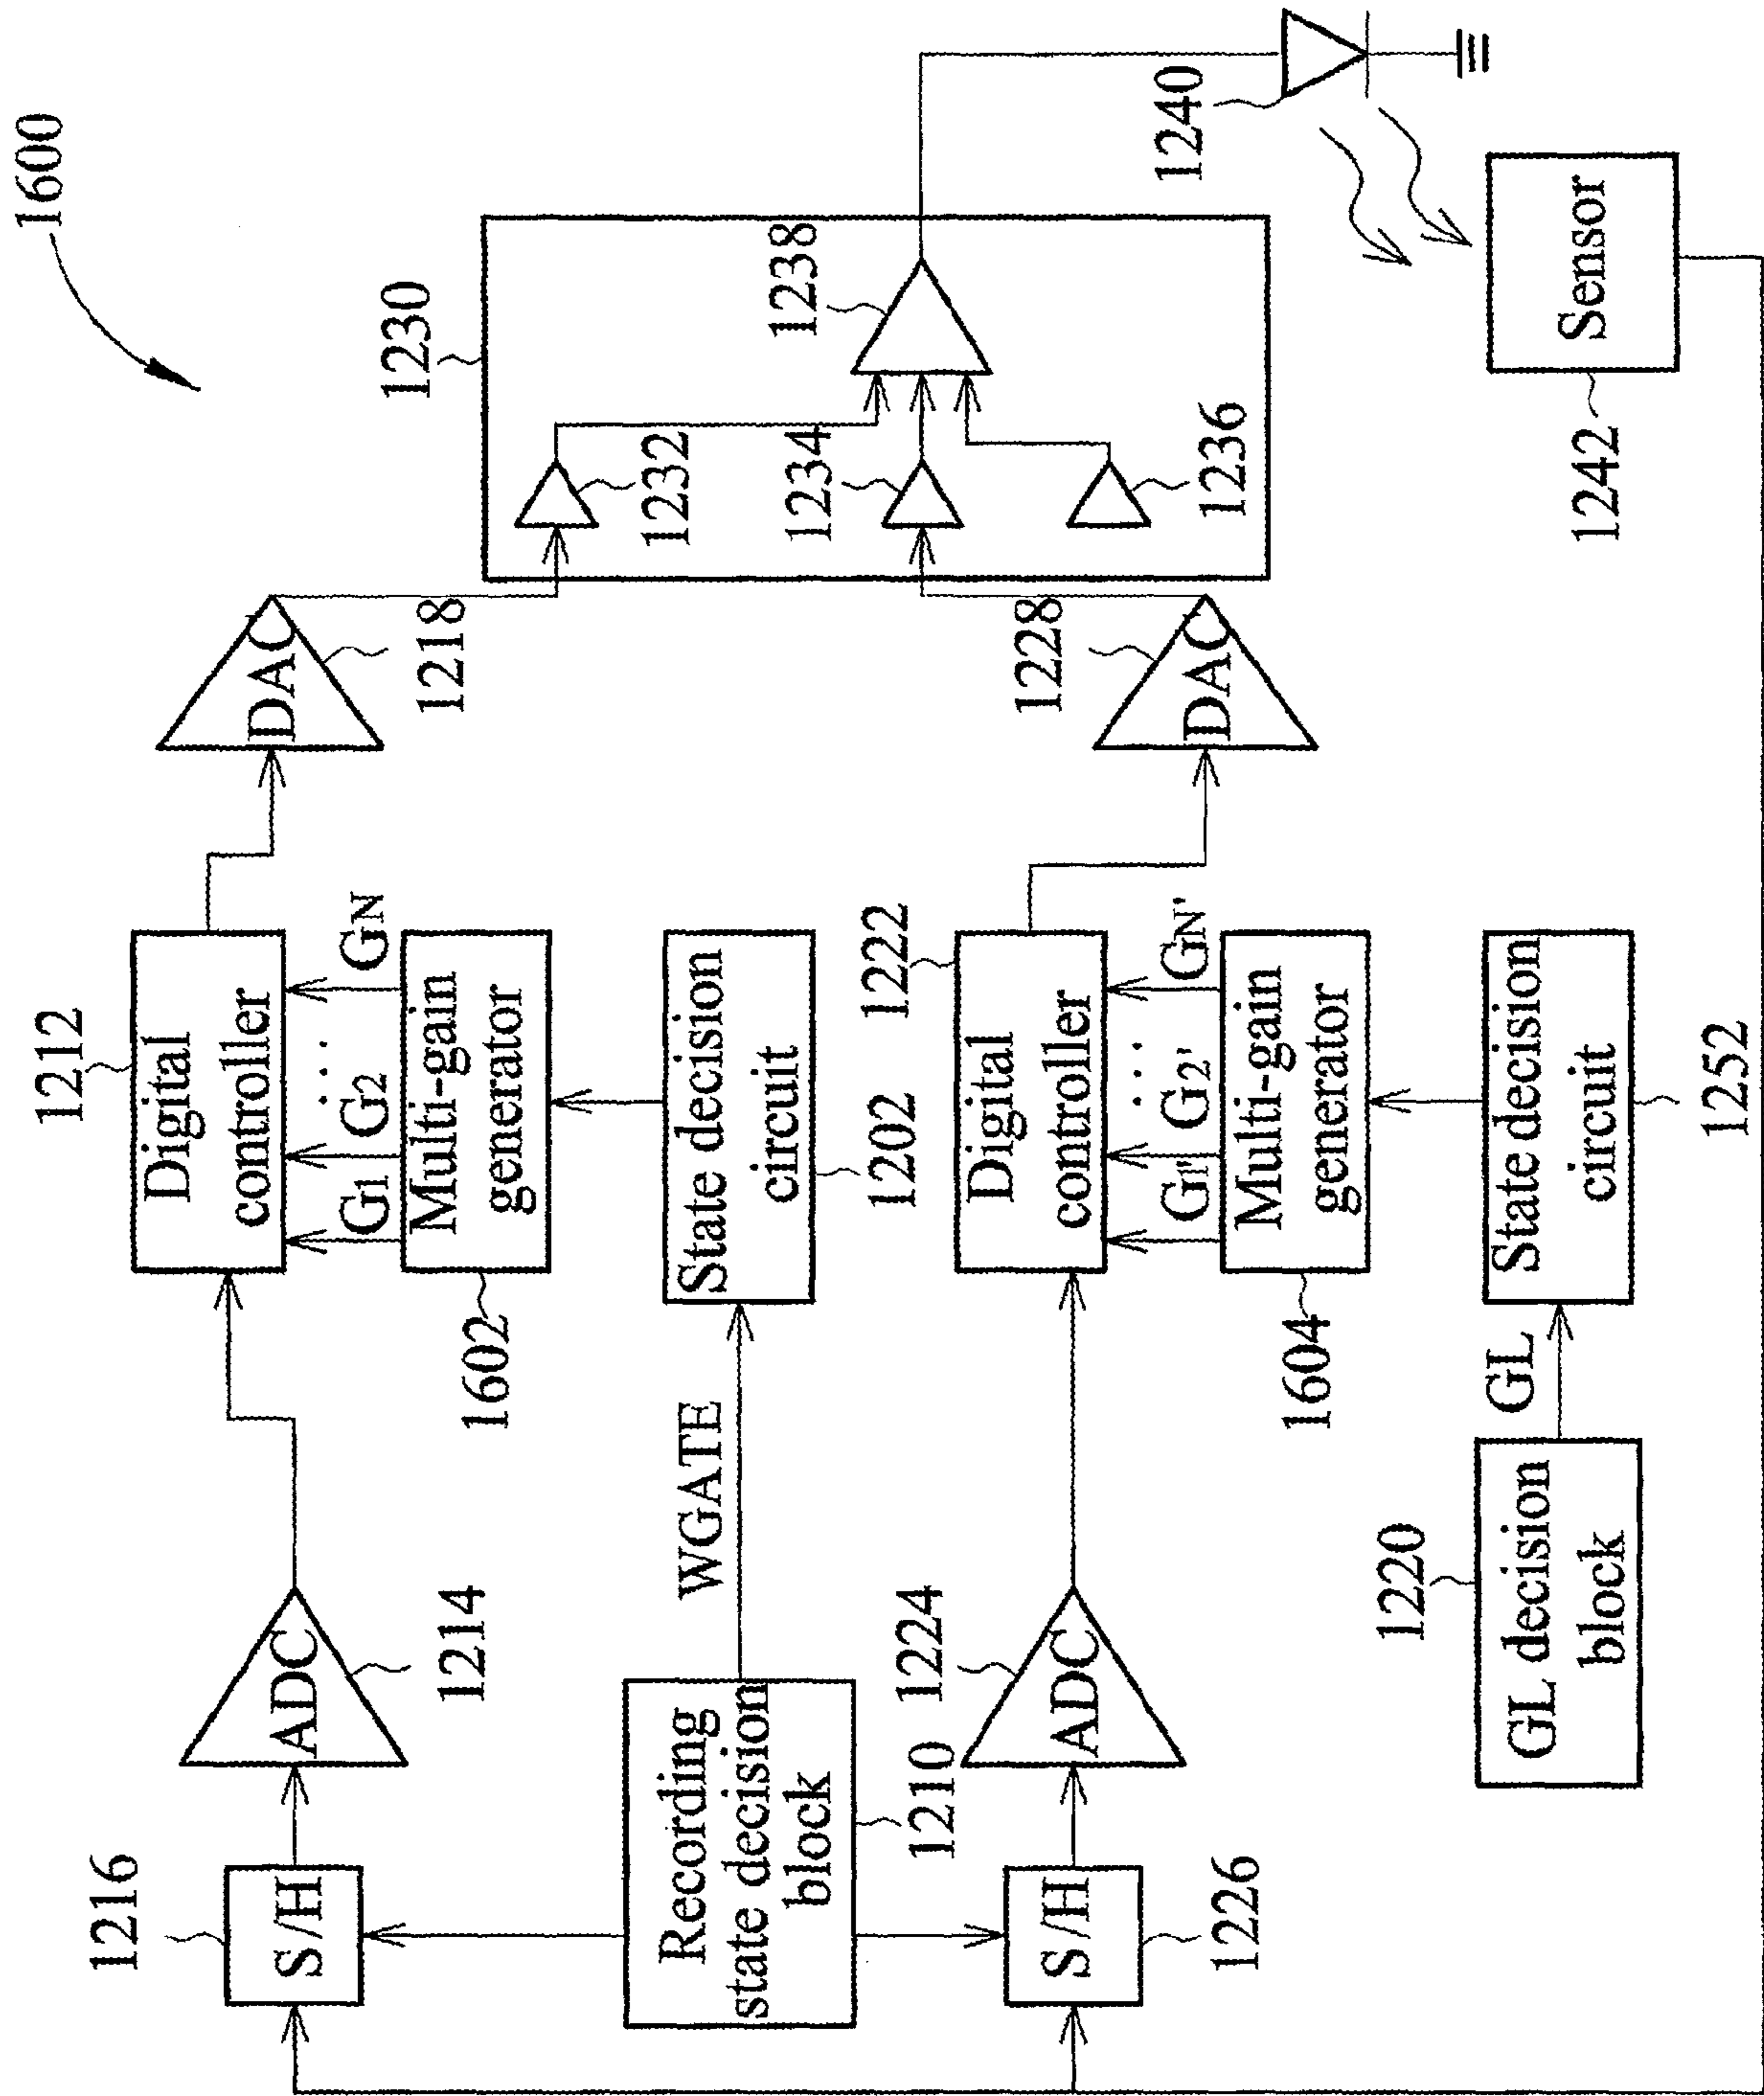 1600
1216
S/H
1214
ADC
1212
Digital
controller
G1
G2
...
GN
1602
Multi-gain
generator
1218
DAC
1210
Recording
state decision
block
WGATE
1202
State decision
circuit
1230
1232
1234
1236
1238
1240
1226
S/H
1224
ADC
1222
Digital
controller
G1'
G2'
...
GN'
1604
Multi-gain
generator
1228
DAC
1220
GL decision
block
GL
State decision
circuit
1252
1242
Sensor